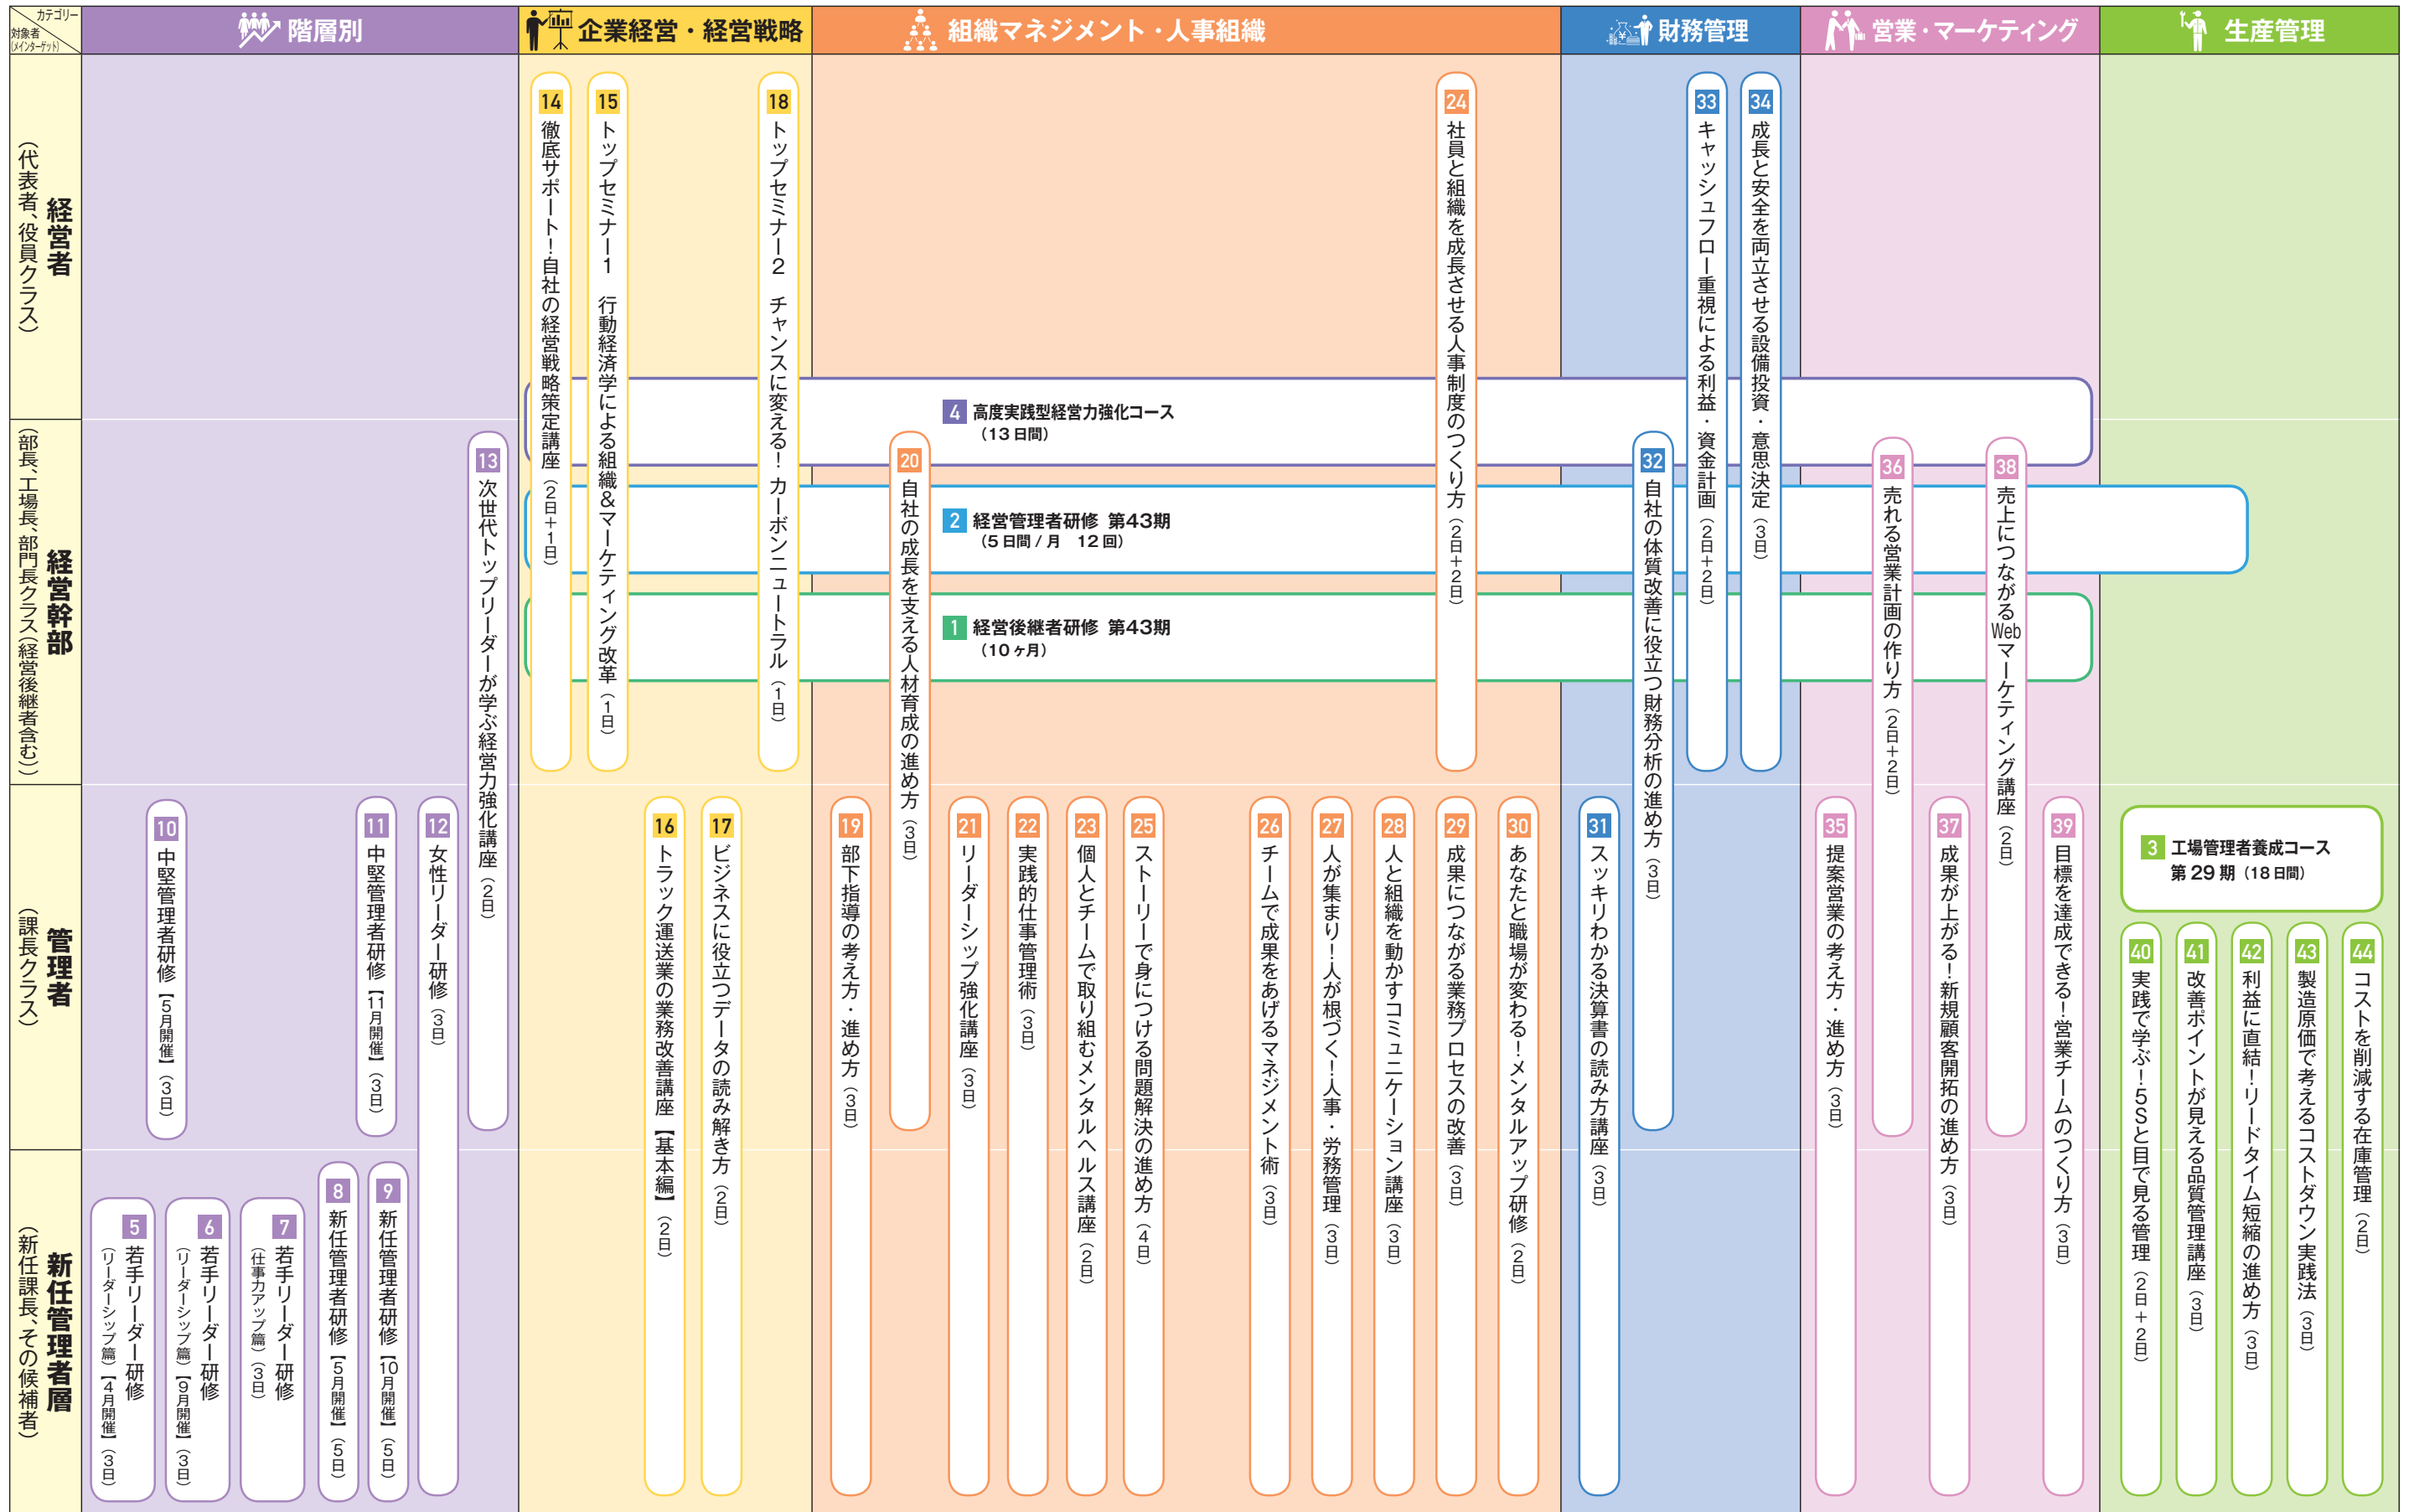 カテゴリー
対象者
(メインターゲット)
階層別
企業経営・経営戦略
組織マネジメント・人事組織
財務管理
営業・マーケティング
生産管理
経営者
（代表者、役員クラス）
経営幹部
（部長、工場長、部門長クラス（経営後継者含む））
管理者
（課長クラス）
新任管理者層
（新任課長、その候補者）
4 高度実践型経営力強化コース
（13日間）
2 経営管理者研修 第43期
（5日間/月　12回）
1 経営後継者研修 第43期
（10ヶ月）
3 工場管理者養成コース
第29期（18日間）
5 若手リーダー研修
（リーダーシップ篇）【4月開催】（3日）
6 若手リーダー研修
（リーダーシップ篇）【9月開催】（3日）
7 若手リーダー研修
（仕事力アップ篇）（3日）
8 新任管理者研修【5月開催】（5日）
9 新任管理者研修【10月開催】（5日）
10 中堅管理者研修【5月開催】（3日）
11 中堅管理者研修【11月開催】（3日）
12 女性リーダー研修（3日）
13 次世代トップリーダーが学ぶ経営力強化講座（2日）
14 徹底サポート！自社の経営戦略策定講座（2日＋1日）
15 トップセミナー1　行動経済学による組織＆マーケティング改革（1日）
16 トラック運送業の業務改善講座【基本編】（2日）
17 ビジネスに役立つデータの読み解き方（2日）
18 トップセミナー2　チャンスに変える！カーボンニュートラル（1日）
19 部下指導の考え方・進め方（3日）
20 自社の成長を支える人材育成の進め方（3日）
21 リーダーシップ強化講座（3日）
22 実践的仕事管理術（3日）
23 個人とチームで取り組むメンタルヘルス講座（2日）
24 社員と組織を成長させる人事制度のつくり方（2日＋2日）
25 ストーリーで身につける問題解決の進め方（4日）
26 チームで成果をあげるマネジメント術（3日）
27 人が集まり！人が根づく！人事・労務管理（3日）
28 人と組織を動かすコミュニケーション講座（3日）
29 成果につながる業務プロセスの改善（3日）
30 あなたと職場が変わる！メンタルアップ研修（2日）
31 スッキリわかる決算書の読み方講座（3日）
32 自社の体質改善に役立つ財務分析の進め方（3日）
33 キャッシュフロー重視による利益・資金計画（2日＋2日）
34 成長と安全を両立させる設備投資・意思決定（3日）
35 提案営業の考え方・進め方（3日）
36 売れる営業計画の作り方（2日＋2日）
37 成果が上がる！新規顧客開拓の進め方（3日）
38 売上につながるWebマーケティング講座（2日）
39 目標を達成できる！営業チームのつくり方（3日）
40 実践で学ぶ！5Sと目で見る管理（2日＋2日）
41 改善ポイントが見える品質管理講座（3日）
42 利益に直結！リードタイム短縮の進め方（3日）
43 製造原価で考えるコストダウン実践法（3日）
44 コストを削減する在庫管理（2日）